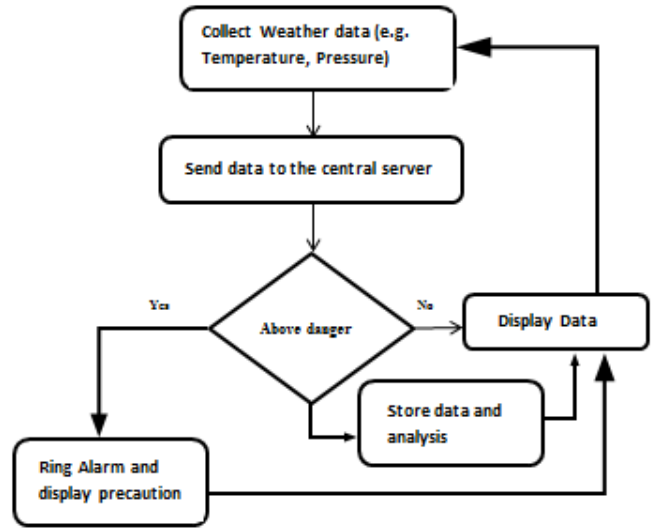 Collect Weather data (e.g.
Temperature, Pressure)
Send data to the central server
Yes
No
Above danger
Display Data
Store data and
analysis
Ring Alarm and
display precaution